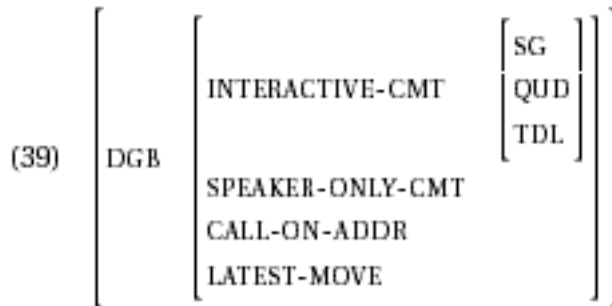 SG
INTERACTIVE-CMT QUD
TDL
(39) DGB
SPEAKER-ONLY-CMT
CALL-ON-ADDR
LATEST-MOVE